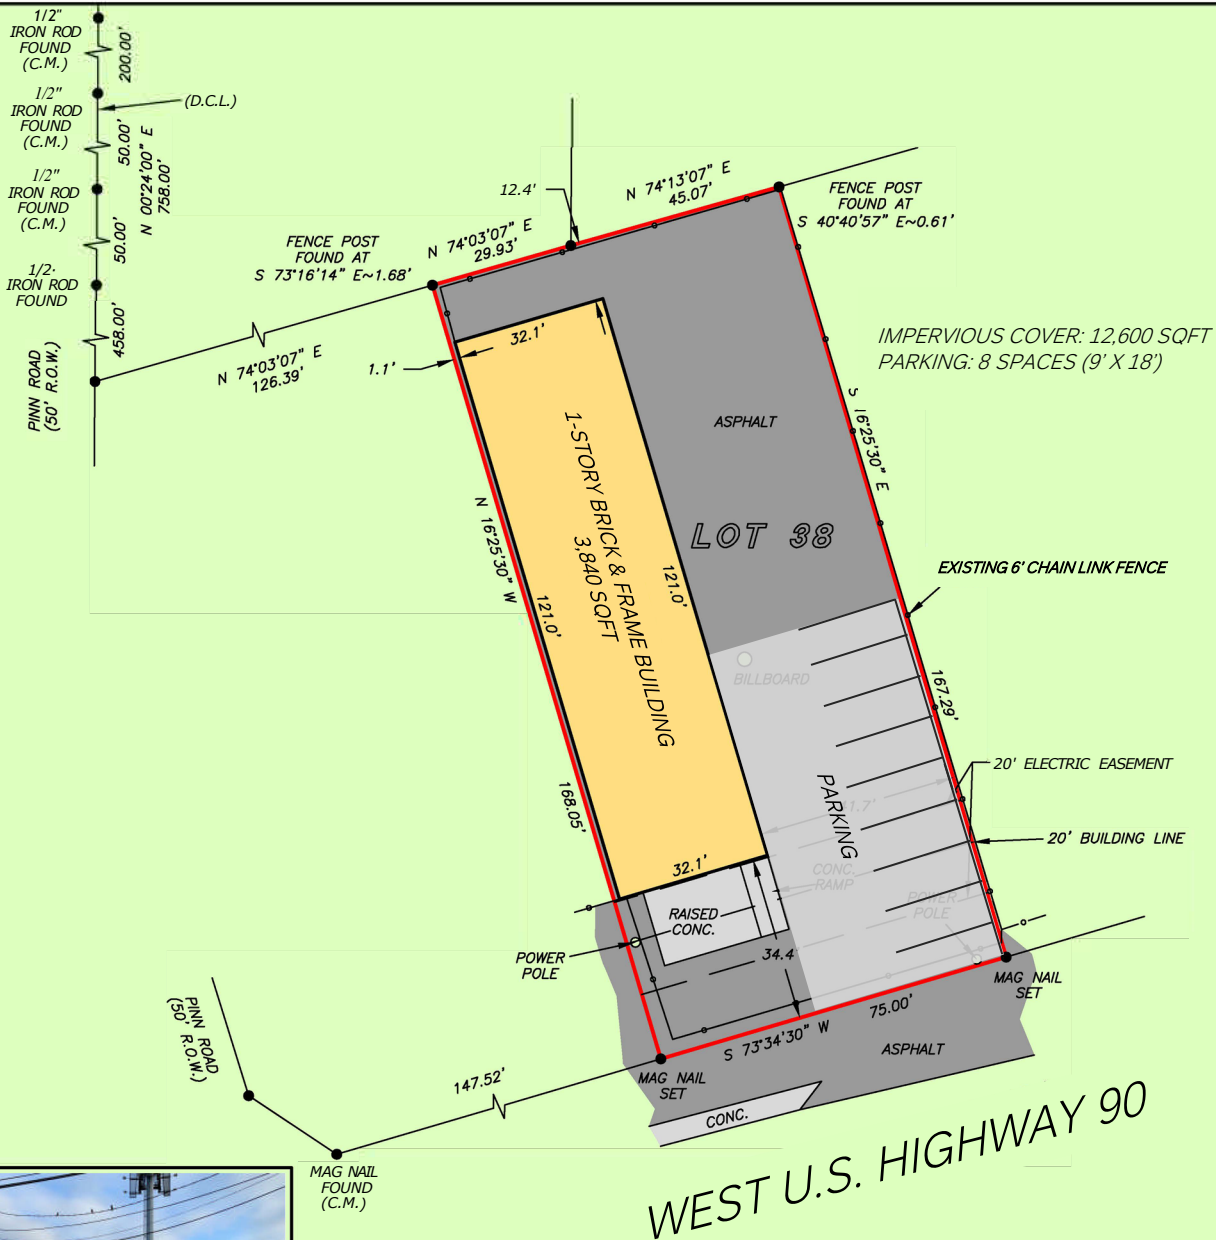 1/2"
IRON ROD
FOUND
(C.M.)
200.00'
1/2"
IRON ROD
FOUND
(C.M.)
(D.C.L.)
50.00'
N 00°24'00" E
758.00'
1/2"
IRON ROD
FOUND
(C.M.)
50.00'
1/2·
IRON ROD
FOUND
458.00'
PINN ROAD
(50' R.O.W.)
N 74°03'07" E
126.39'
FENCE POST
FOUND AT
S 73°16'14" E~1.68'
N 74°03'07" E
29.93'
12.4'
N 74°13'07" E
45.07'
FENCE POST
FOUND AT
S 40°40'57" E~0.61'
IMPERVIOUS COVER: 12,600 SQFT
PARKING: 8 SPACES (9' X 18')
32.1'
1.1'
ASPHALT
S 16°25'30" E
1-STORY BRICK & FRAME BUILDING
3,840 SQFT
LOT 38
N 16°25'30" W
121.0'
121.0'
EXISTING 6' CHAIN LINK FENCE
BILLBOARD
167.29'
20' ELECTRIC EASEMENT
PARKING
41.7'
168.05'
20' BUILDING LINE
32.1'
CONC.
RAMP
POWER
POLE
RAISED
CONC.
34.4
POWER
POLE
MAG NAIL
SET
75.00'
S 73°34'30" W
ASPHALT
PINN ROAD
(50' R.O.W.)
147.52'
MAG NAIL
SET
CONC.
WEST U.S. HIGHWAY 90
MAG NAIL
FOUND
(C.M.)